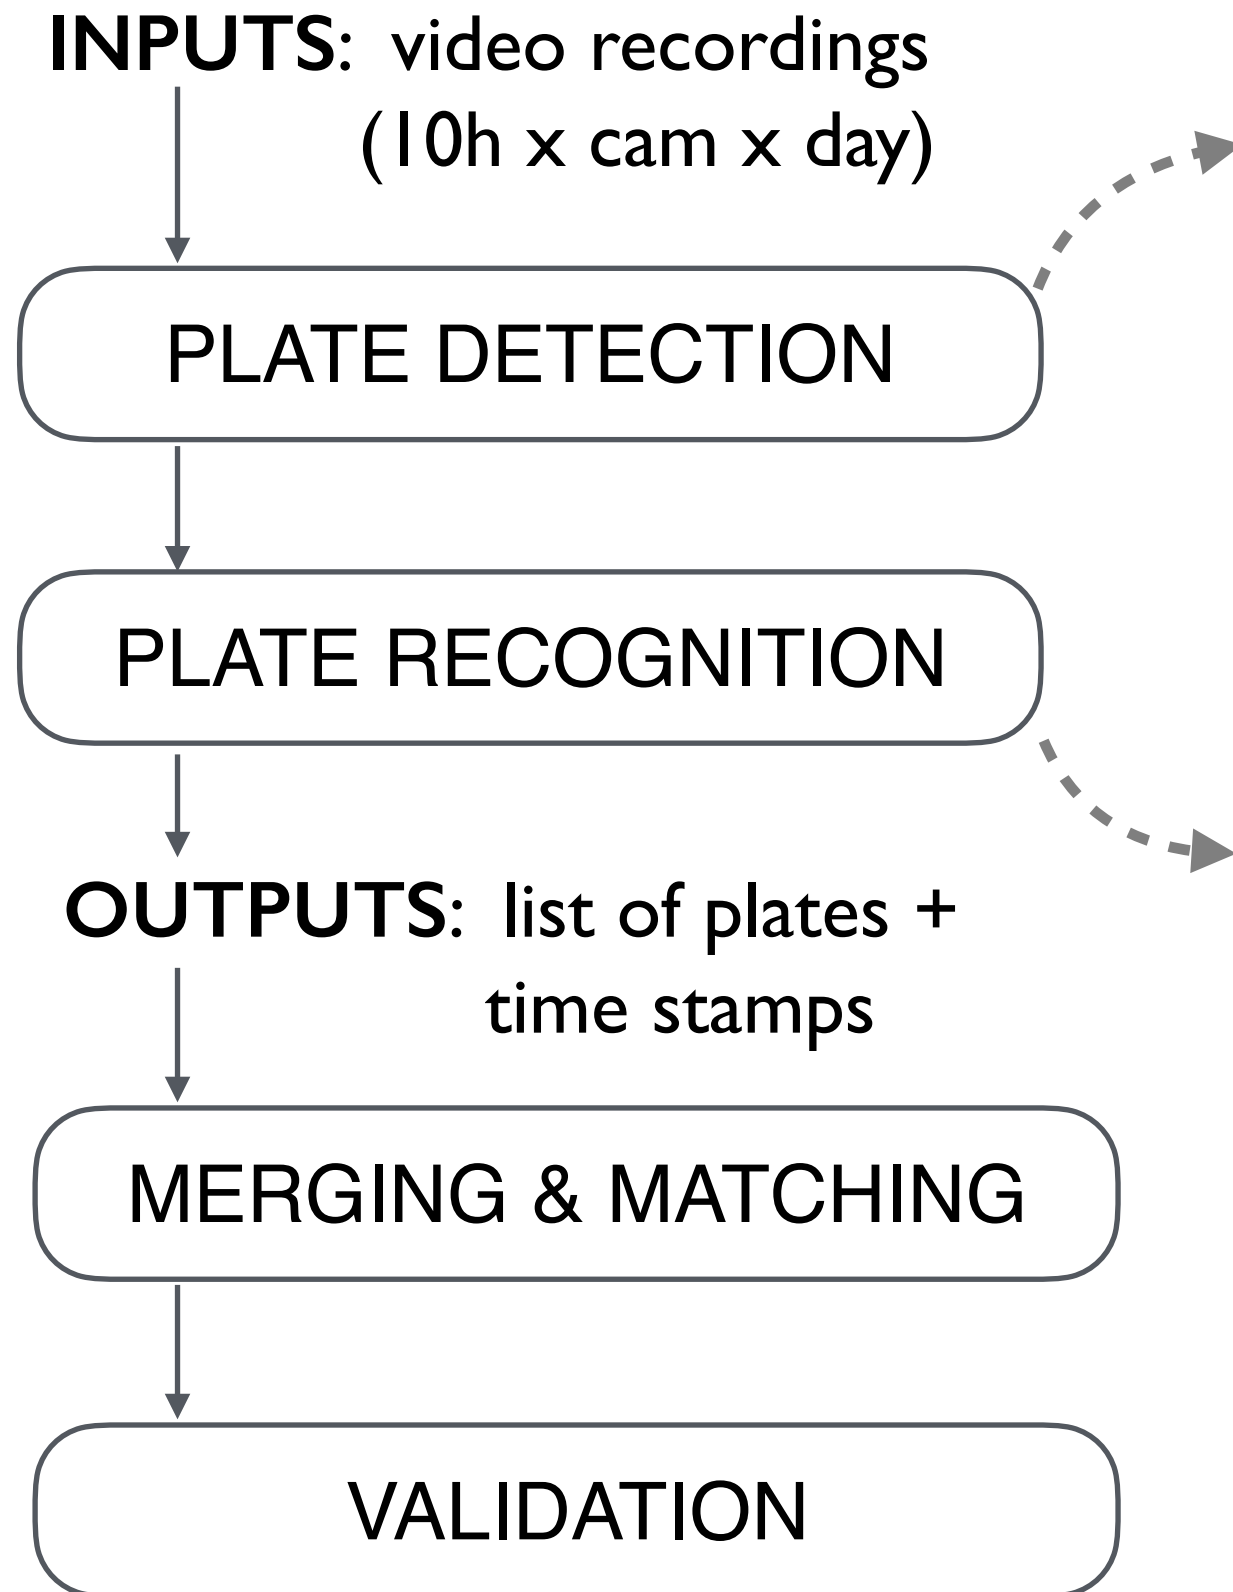 INPUTS: video recordings
(10h x cam x day)
PLATE DETECTION
PLATE RECOGNITION
OUTPUTS: list of plates +
time stamps
MERGING & MATCHING
VALIDATION